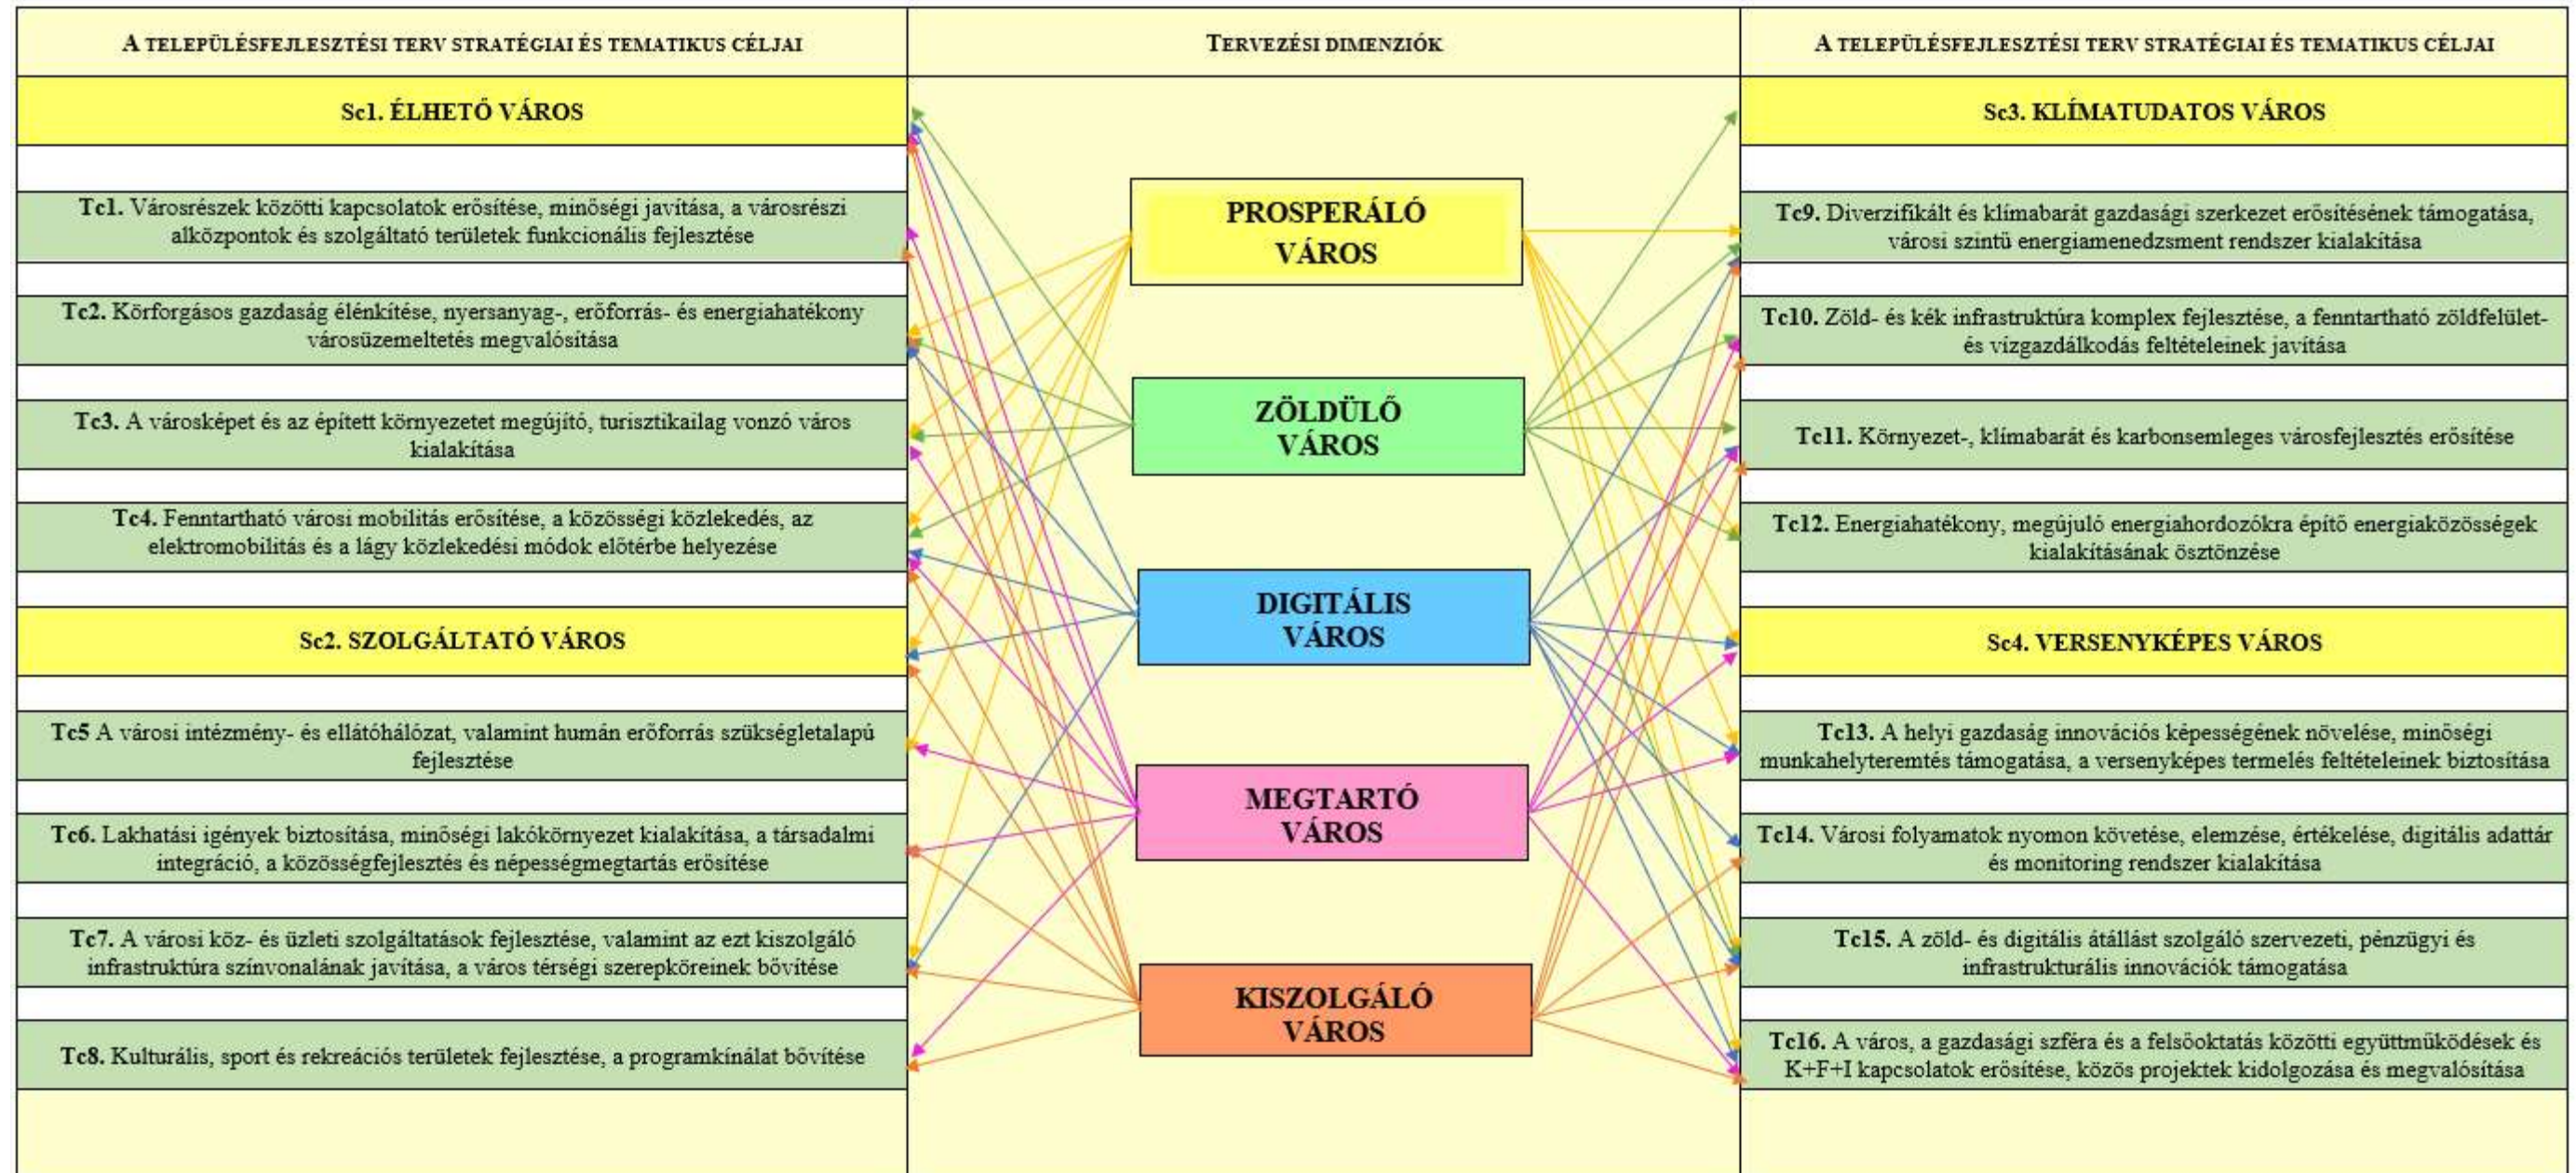 A TELEPÜLÉSFEJLESZTÉSI TERV STRATÉGIAI ÉS TEMATIKUS CÉLJAI
Sc1. ÉLHETŐ VÁROS
Tc1. Városrészek közötti kapcsolatok erősítése, minőségi javítása, a városrészi
alközpontok és szolgáltató területek funkcionális fejlesztése
Tc2. Körforgásos gazdaság élénkítése, nyersanyag-, erőforrás- és energiahatékony
városüzemeltetés megvalósítása
Tc3. A városképet és az épített környezetet megújító, turisztikailag vonzó város
kialakítása
Tc4. Fenntartható városi mobilitás erősítése, a közösségi közlekedés, az
elektromobilitás és a lágy közlekedési módok előtérbe helyezése
Sc2. SZOLGÁLTATÓ VÁROS
Tc5 A városi intézmény- és ellátóhálózat, valamint humán erőforrás szükségletalapú
fejlesztése
Tc6. Lakhatási igények biztosítása, minőségi lakókörnyezet kialakítása, a társadalmi
integráció, a közösségfejlesztés és népességmegtartás erősítése
Tc7. A városi köz- és üzleti szolgáltatások fejlesztése, valamint az ezt kiszolgáló
infrastruktúra színvonalának javítása, a város térségi szerepköreinek bővítése
Tc8. Kulturális, sport és rekreációs területek fejlesztése, a programkínálat bővítése
TERVEZÉSI DIMENZIÓK
PROSPERÁLÓ
VÁROS
ZÖLDÜLŐ
VÁROS
DIGITÁLIS
VÁROS
MEGTARTÓ
VÁROS
KISZOLGÁLÓ
VÁROS
A TELEPÜLÉSFEJLESZTÉSI TERV STRATÉGIAI ÉS TEMATIKUS CÉLJAI
Sc3. KLÍMATUDATOS VÁROS
Tc9. Diverzifikált és klímabarát gazdasági szerkezet erősítésének támogatása,
városi szintű energiamenedzsment rendszer kialakítása
Tc10. Zöld- és kék infrastruktúra komplex fejlesztése, a fenntartható zöldfelület-
és vízgazdálkodás feltételeinek javítása
Tc11. Környezet-, klímabarát és karbonsemleges városfejlesztés erősítése
Tc12. Energiahatékony, megújuló energiahordozókra építő energiaközösségek
kialakításának ösztönzése
Sc4. VERSENYKÉPES VÁROS
Tc13. A helyi gazdaság innovációs képességének növelése, minőségi
munkahelyteremtés támogatása, a versenyképes termelés feltételeinek biztosítása
Tc14. Városi folyamatok nyomon követése, elemzése, értékelése, digitális adattár
és monitoring rendszer kialakítása
Tc15. A zöld- és digitális átállást szolgáló szervezeti, pénzügyi és
infrastrukturális innovációk támogatása
Tc16. A város, a gazdasági szféra és a felsőoktatás közötti együttműködések és
K+F+I kapcsolatok erősítése, közös projektek kidolgozása és megvalósítása